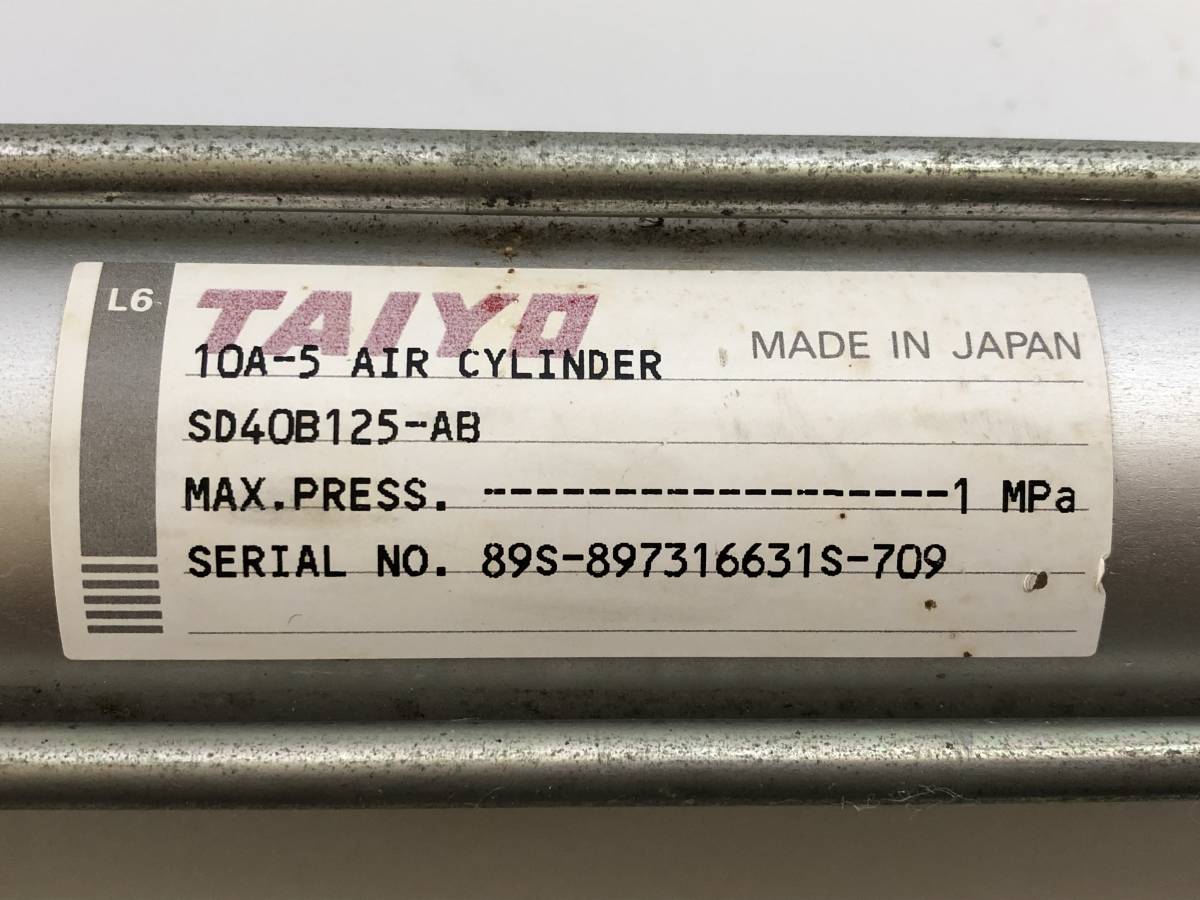 L6
TAIYO
MADE IN JAPAN
10A-5 AIR CYLINDER
SD40B125-AB
MAX.PRESS. ------------------1 MPa
SERIAL NO. 89S-897316631S-709